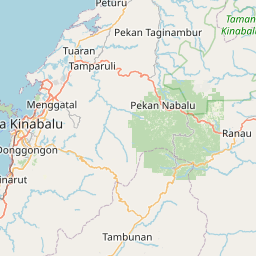 Peturu
Pekan Taginambur
Taman
Kinabalu
Tuaran
Tamparuli
Menggatal
Pekan Nabalu
a Kinabalu
Ranau
Donggongon
inarut
Tambunan